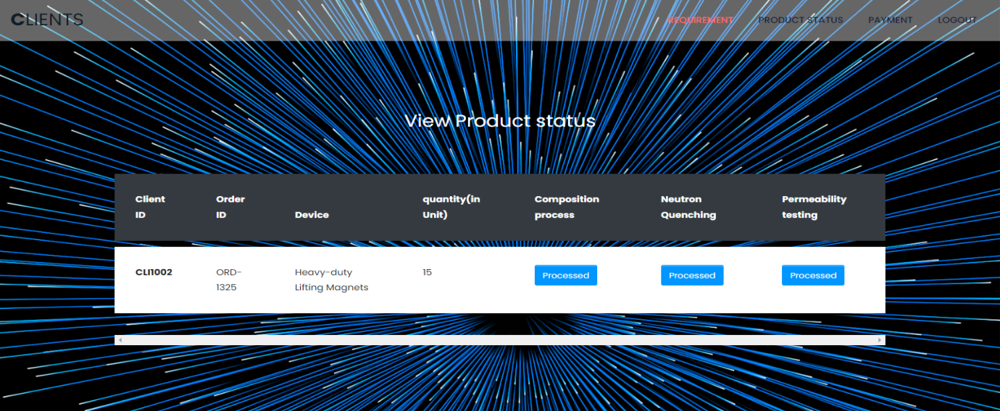 CLIENTS
REQUIREMENT PRODUCT STATUS PAYMENT LOGOUT
View Product status
Client ID
Order ID
Device
quantity(in Unit)
Composition process
Neutron Quenching
Permeability testing
CLI1002
ORD-1325
Heavy-duty Lifting Magnets
15
Processed
Processed
Processed